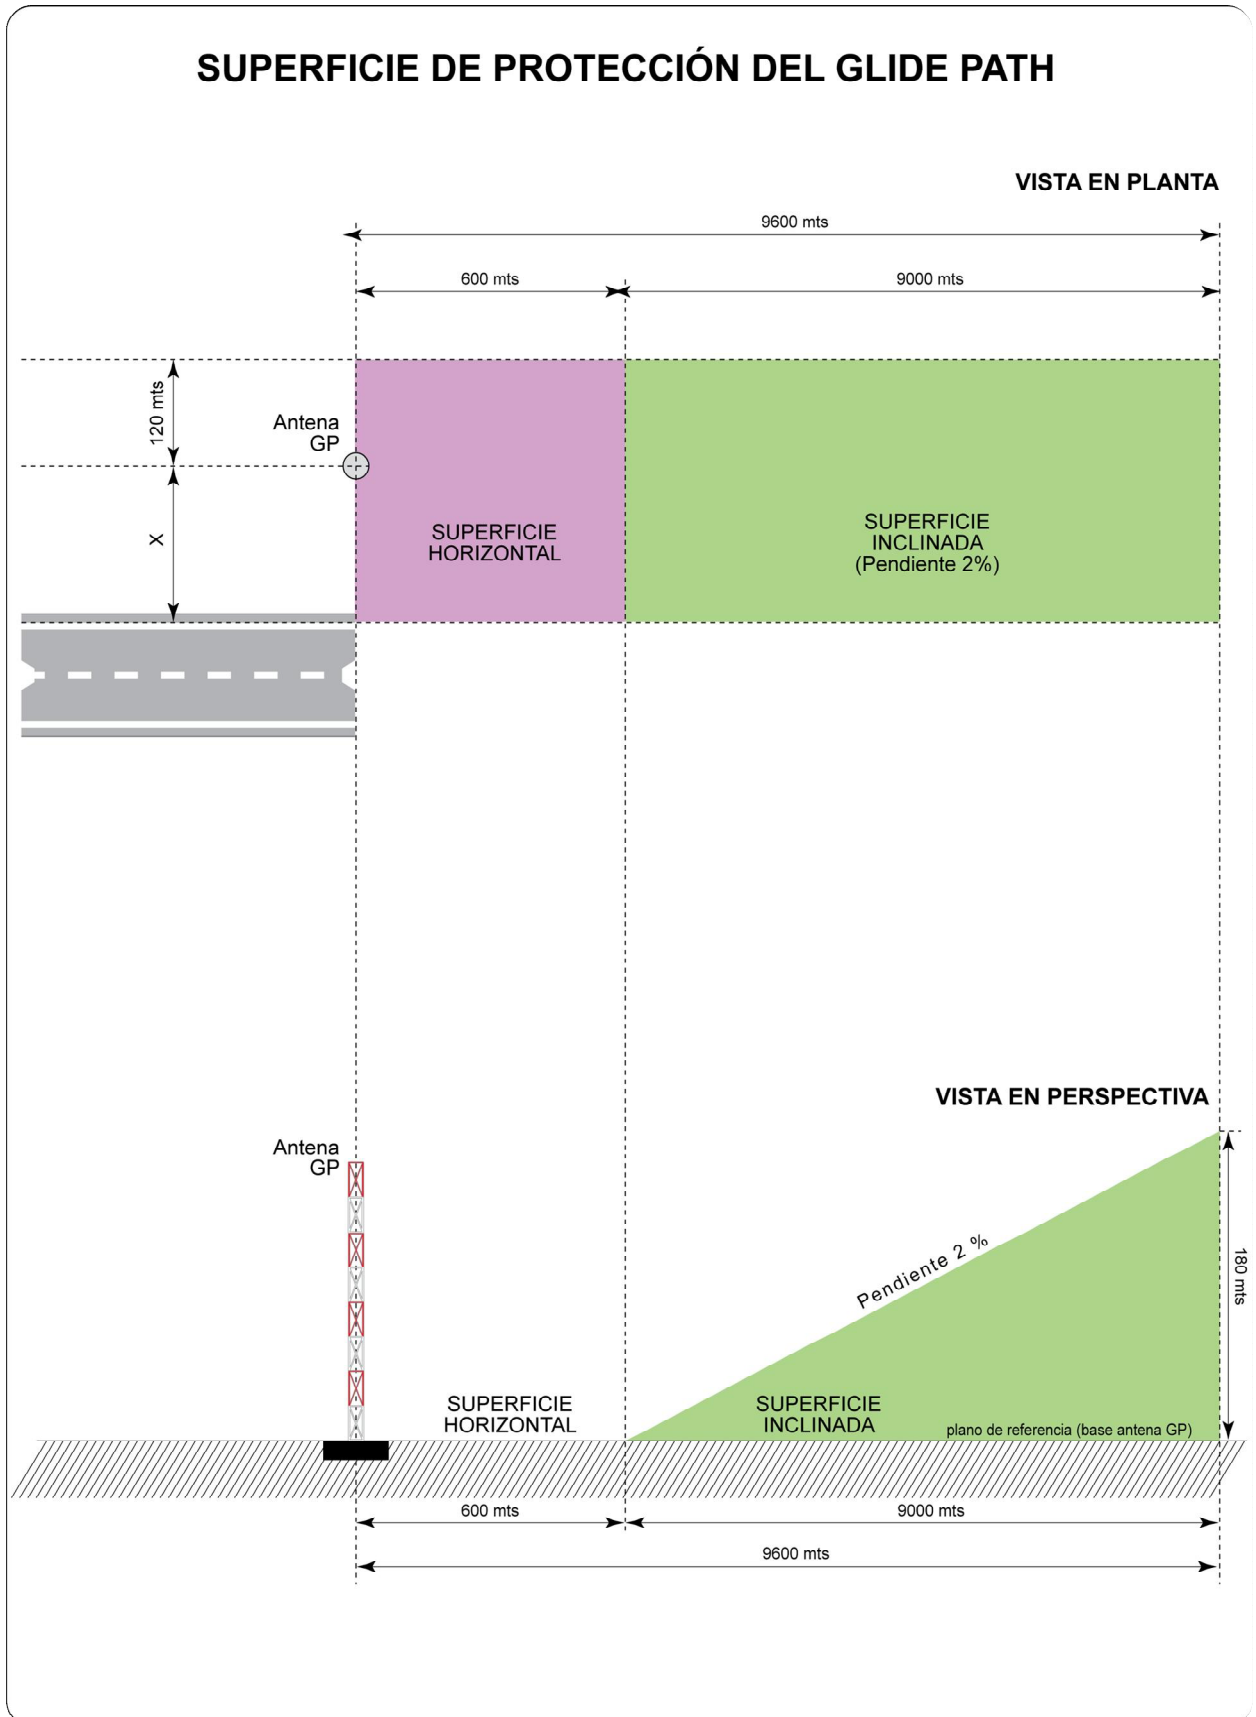 SUPERFICIE DE PROTECCIÓN DEL GLIDE PATH
VISTA EN PLANTA
9600 mts
600 mts
9000 mts
120 mts
Antena
GP
X
SUPERFICIE
HORIZONTAL
SUPERFICIE
INCLINADA
(Pendiente 2%)
VISTA EN PERSPECTIVA
Antena
GP
Pendiente 2 %
180 mts
SUPERFICIE
HORIZONTAL
SUPERFICIE
INCLINADA
plano de referencia (base antena GP)
600 mts
9000 mts
9600 mts